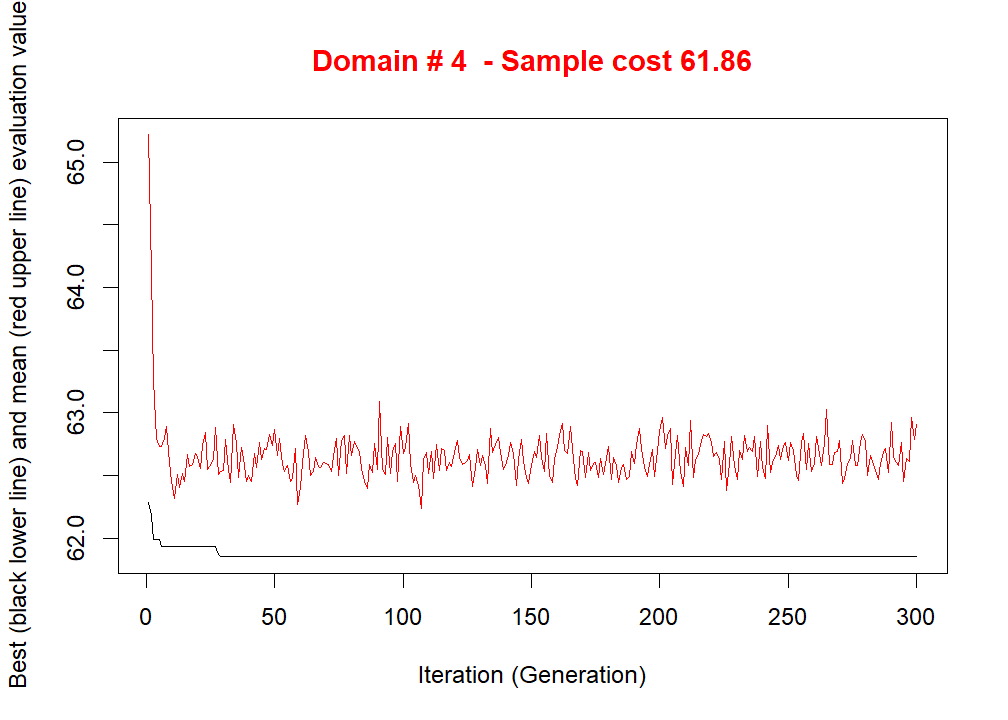 Domain # 4  - Sample cost 61.86
Best (black lower line) and mean (red upper line) evaluation value
65.0
64.0
63.0
62.0
0 50 100 150 200 250 300
Iteration (Generation)